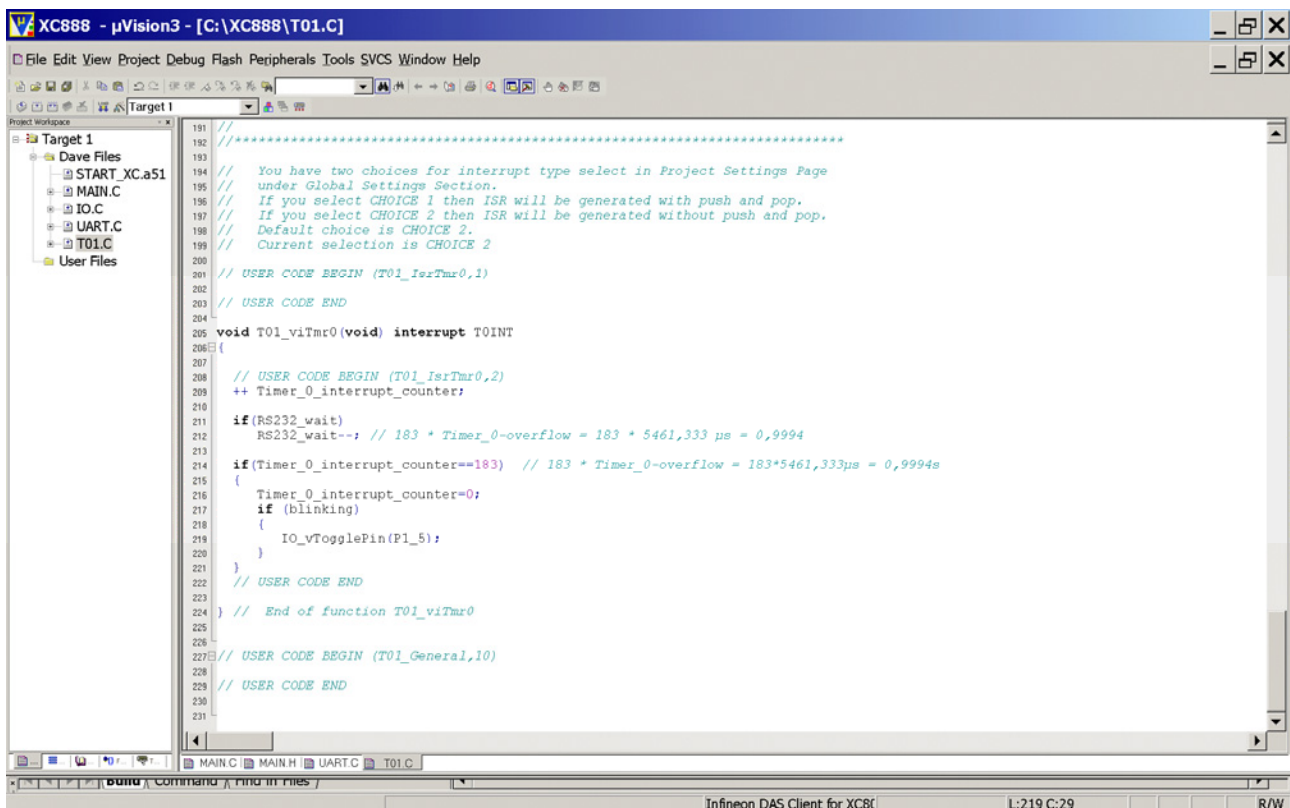 XC888 - µVision3 - [C:\XC888\T01.C]
File Edit View Project Debug Flash Peripherals Tools SVCS Window Help
Target 1
Project Workspace
Target 1
Dave Files
START_XC.a51
MAIN.C
IO.C
UART.C
T01.C
User Files
191 //
192 //****************************************************************************
193
194 //   You have two choices for interrupt type select in Project Settings Page
195 //   under Global Settings Section.
196 //   If you select CHOICE 1 then ISR will be generated with push and pop.
197 //   If you select CHOICE 2 then ISR will be generated without push and pop.
198 //   Default choice is CHOICE 2.
199 //   Current selection is CHOICE 2
200
201 // USER CODE BEGIN (T01_IsrTmr0,1)
202
203 // USER CODE END
204
205 void T01_viTmr0(void) interrupt T0INT
206 {
207
208   // USER CODE BEGIN (T01_IsrTmr0,2)
209   ++ Timer_0_interrupt_counter;
210
211   if(RS232_wait)
212      RS232_wait--; // 183 * Timer_0-overflow = 183 * 5461,333 µs = 0,9994
213
214   if(Timer_0_interrupt_counter==183)  // 183 * Timer_0-overflow = 183*5461,333µs = 0,9994s
215   {
216      Timer_0_interrupt_counter=0;
217      if (blinking)
218      {
219         IO_vTogglePin(P1_5);
220      }
221   }
222   // USER CODE END
223
224 } //  End of function T01_viTmr0
225
226
227 // USER CODE BEGIN (T01_General,10)
228
229 // USER CODE END
230
231
MAIN.C MAIN.H UART.C T01.C
Build Command Find in Files
Infineon DAS Client for XC80 L:219 C:29 R/W